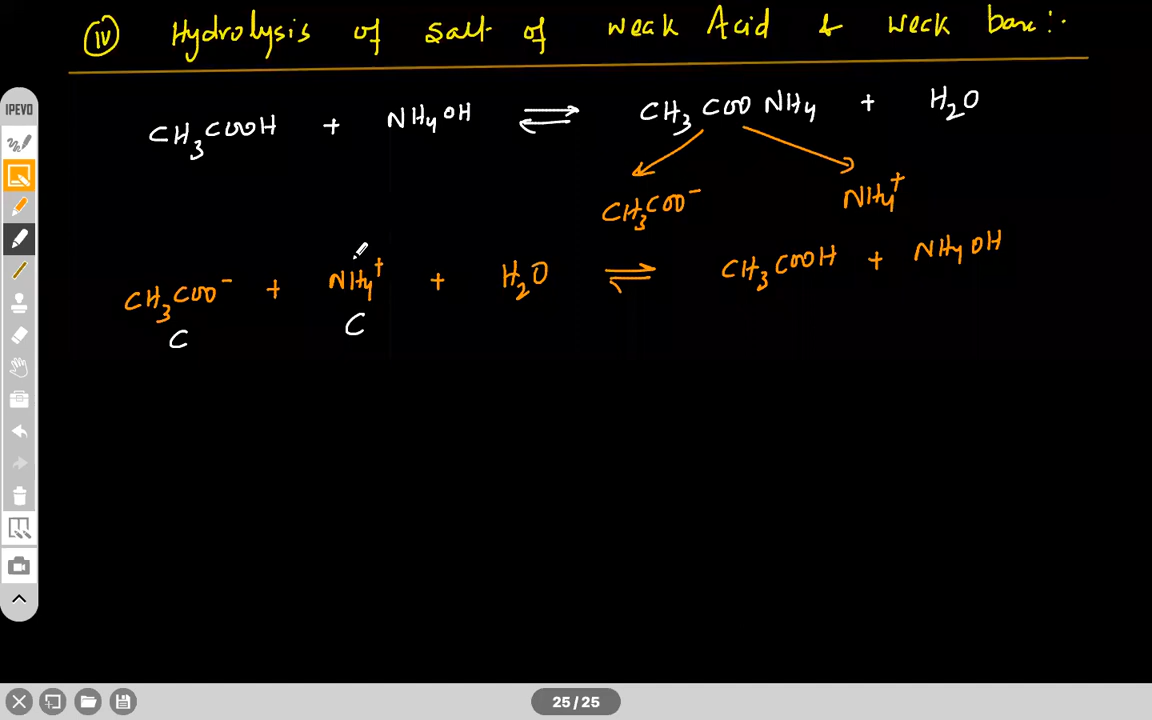 IV Hydrolysis of salt of weak Acid & weak base:-
IPEVO
CH3COOH + NH4OH ⇌ CH3COONH4 + H2O
CH3COO- NH4+
CH3COO- + NH4+ + H2O ⇌ CH3COOH + NH4OH
C C
25/25